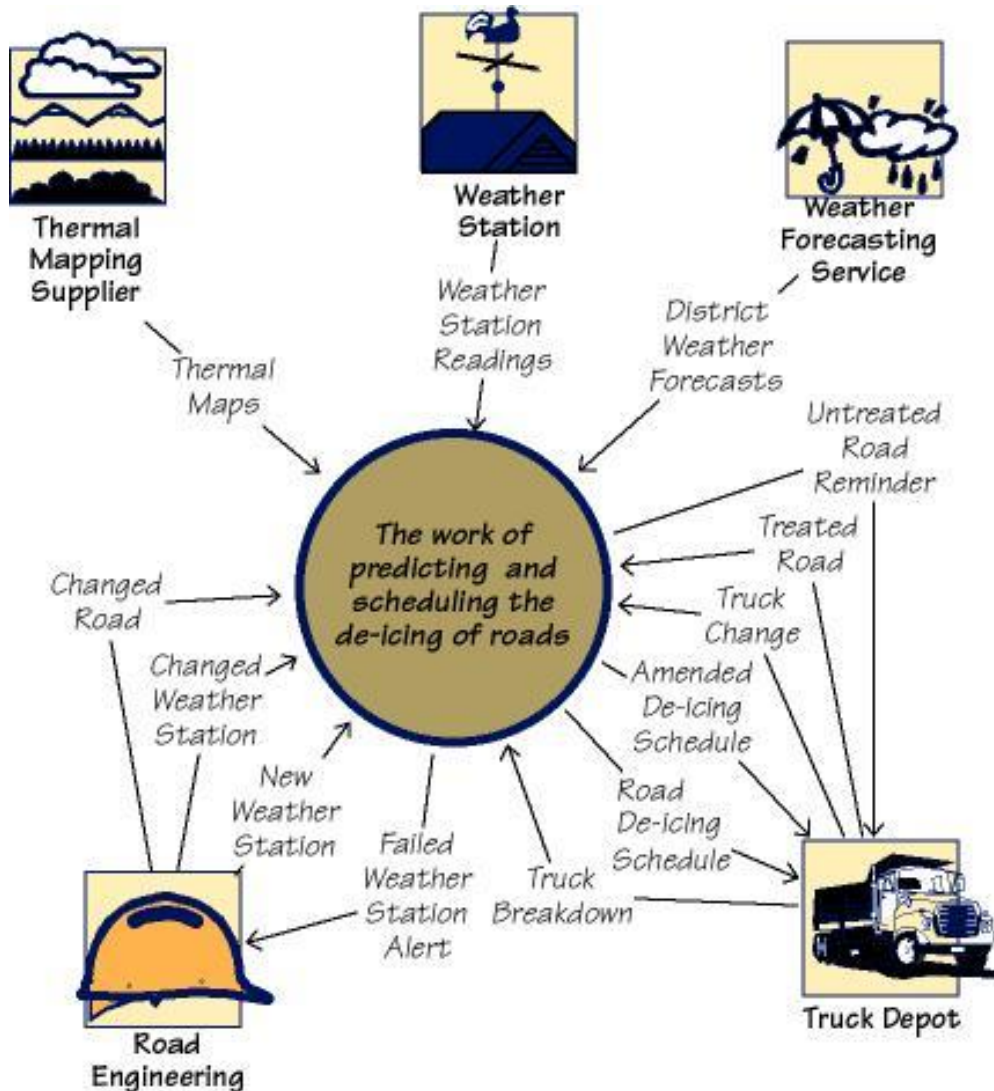 Thermal
Mapping
Supplier
Weather
Station
Weather
Forecasting
Service
Thermal
Maps
Weather
Station
Readings
District
Weather
Forecasts
Untreated
Road
Reminder
The work of
predicting and
scheduling the
de-icing of roads
Treated
Road
Truck
Change
Changed
Road
Changed
Weather
Station
New
Weather
Station
Failed
Weather
Station
Alert
Amended
De-icing
Schedule
Road
De-icing
Schedule
Truck
Breakdown
Road
Engineering
Truck Depot